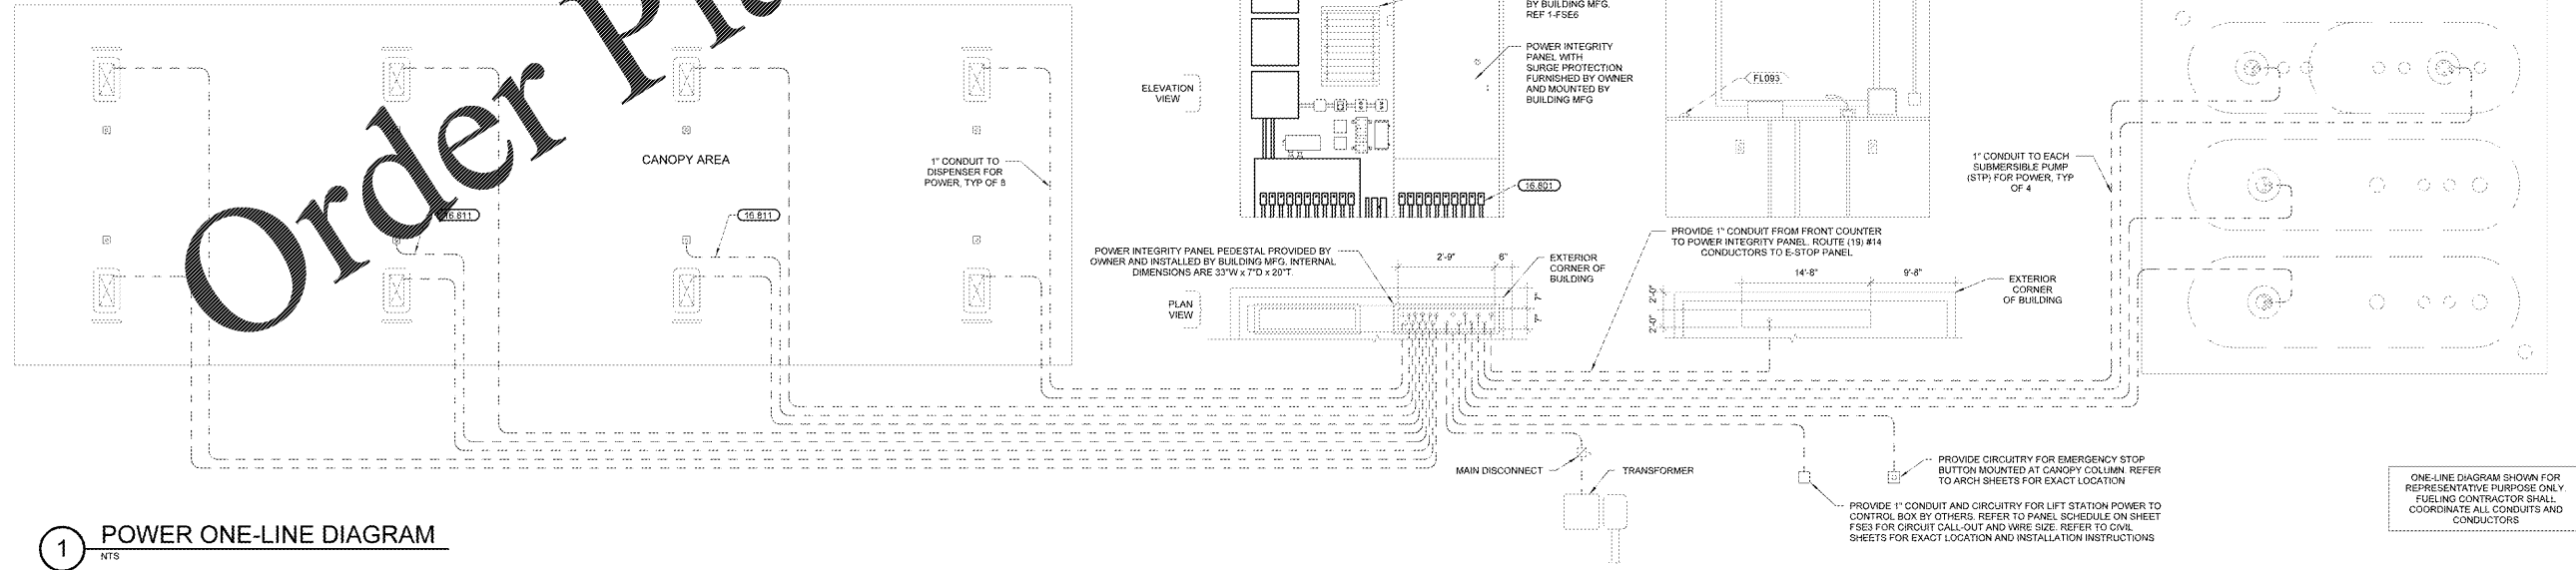 Order Pla
BY BUILDING MFG.
REF 1-FSE6
POWER INTEGRITY
PANEL WITH
SURGE PROTECTION
FURNISHED BY OWNER
AND MOUNTED BY
BUILDING MFG
ELEVATION
VIEW
FL093
CANOPY AREA
1" CONDUIT TO
DISPENSER FOR
POWER, TYP OF 8
1" CONDUIT TO EACH
SUBMERSIBLE PUMP
(STP) FOR POWER, TYP
OF 4
16.801
16.811
16.811
POWER INTEGRITY PANEL PEDESTAL PROVIDED BY
OWNER AND INSTALLED BY BUILDING MFG. INTERNAL
DIMENSIONS ARE 33"W x 7"D x 20"T.
2'-9"
6"
EXTERIOR
CORNER OF
BUILDING
7"
7"
PLAN
VIEW
PROVIDE 1" CONDUIT FROM FRONT COUNTER
TO POWER INTEGRITY PANEL. ROUTE (19) #14
CONDUCTORS TO E-STOP PANEL
14'-8"
9'-8"
2'-0"
2'-0"
EXTERIOR
CORNER
OF BUILDING
MAIN DISCONNECT
TRANSFORMER
PROVIDE CIRCUITRY FOR EMERGENCY STOP
BUTTON MOUNTED AT CANOPY COLUMN. REFER
TO ARCH SHEETS FOR EXACT LOCATION
PROVIDE 1" CONDUIT AND CIRCUITRY FOR LIFT STATION POWER TO
CONTROL BOX BY OTHERS. REFER TO PANEL SCHEDULE ON SHEET
FSE3 FOR CIRCUIT CALL-OUT AND WIRE SIZE. REFER TO CIVIL
SHEETS FOR EXACT LOCATION AND INSTALLATION INSTRUCTIONS
ONE-LINE DIAGRAM SHOWN FOR
REPRESENTATIVE PURPOSE ONLY.
FUELING CONTRACTOR SHALL
COORDINATE ALL CONDUITS AND
CONDUCTORS
1
POWER ONE-LINE DIAGRAM
NTS